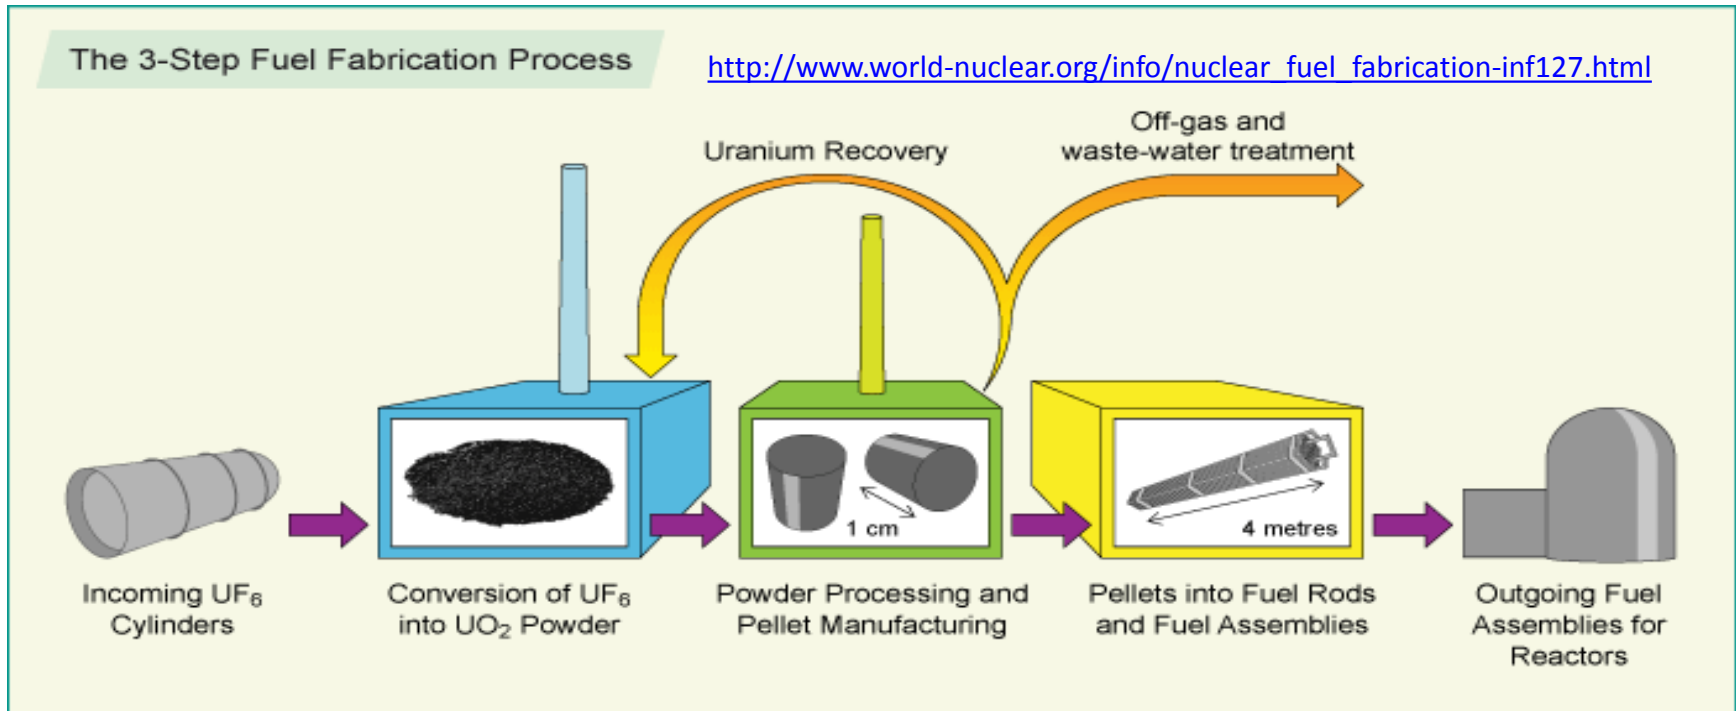 The 3-Step Fuel Fabrication Process
http://www.world-nuclear.org/info/nuclear_fuel_fabrication-inf127.html
Uranium Recovery
Off-gas and
waste-water treatment
1 cm
4 metres
Incoming UF₆
Cylinders
Conversion of UF₆
into UO₂ Powder
Powder Processing and
Pellet Manufacturing
Pellets into Fuel Rods
and Fuel Assemblies
Outgoing Fuel
Assemblies for
Reactors